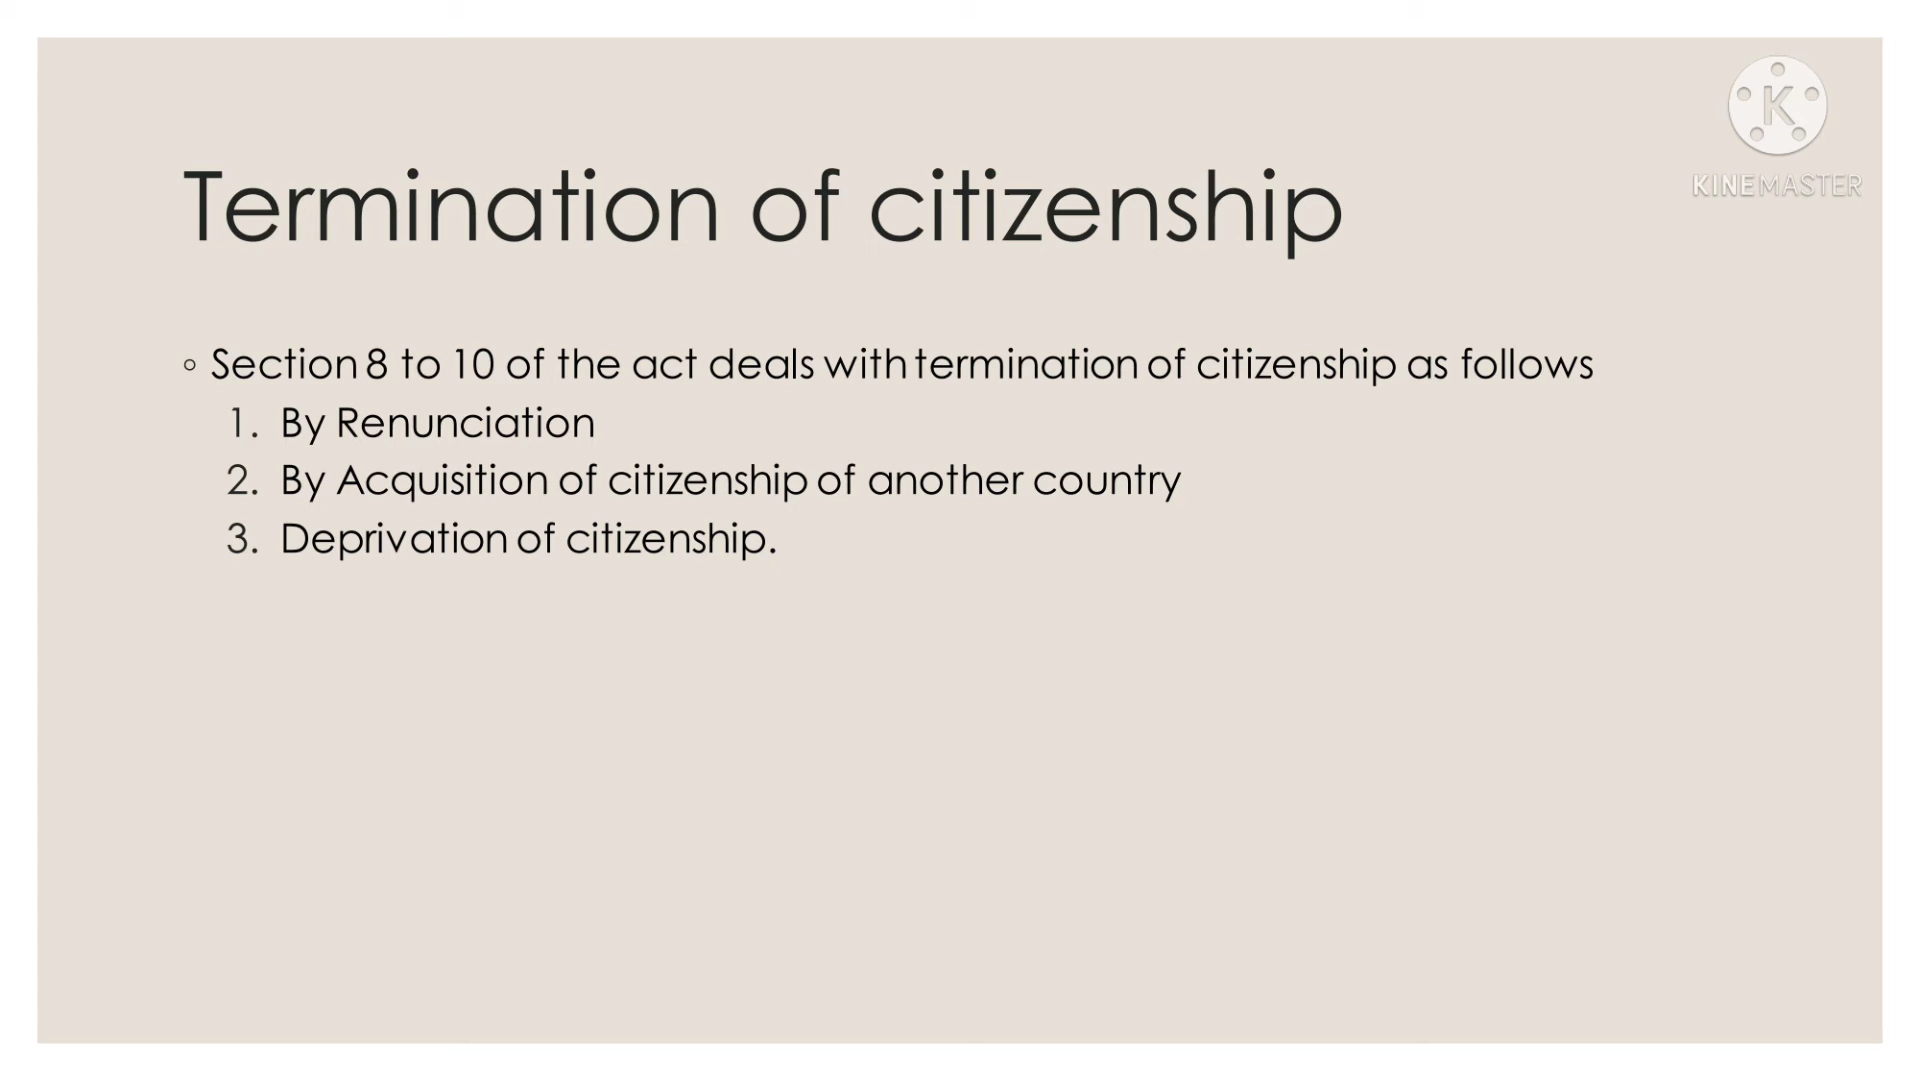 K
KINEMASTER
Termination of citizenship
◦ Section 8 to 10 of the act deals with termination of citizenship as follows
1. By Renunciation
2. By Acquisition of citizenship of another country
3. Deprivation of citizenship.